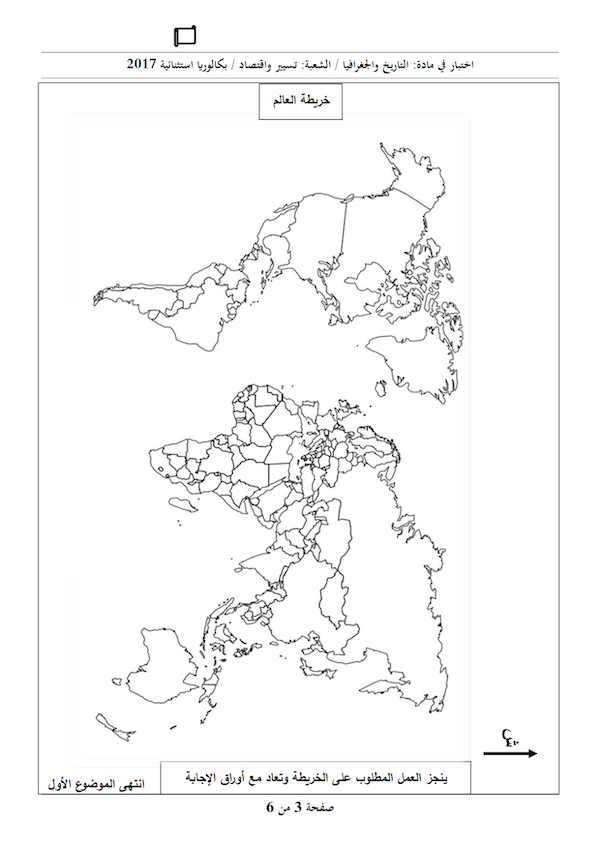 اختبار في مادة: التاريخ والجغرافيا / الشعبة: تسيير واقتصاد / بكالوريا استثنائية 2017
خريطة العالم
ينجز العمل المطلوب على الخريطة وتعاد مع أوراق الإجابة
انتهى الموضوع الأول
صفحة 3 من 6